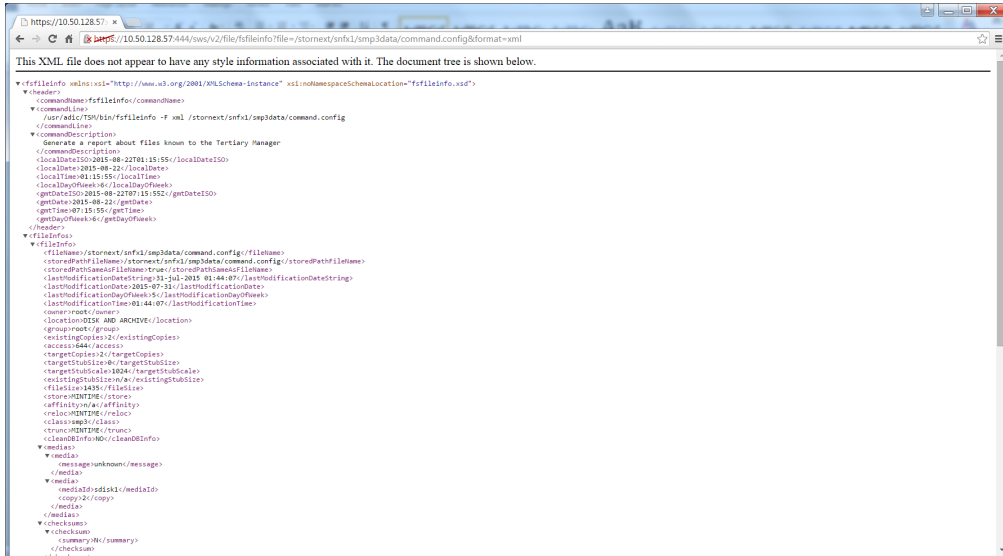 https://10.50.128.57:
https://10.50.128.57:444/sws/v2/file/fsfileinfo?file=/stornext/snfx1/smp3data/command.config&format=xml
This XML file does not appear to have any style information associated with it. The document tree is shown below.
▼<fsfileinfo xmlns:xsi="http://www.w3.org/2001/XMLSchema-instance" xsi:noNamespaceSchemaLocation="fsfileinfo.xsd">
▼<header>
<commandName>fsfileinfo</commandName>
▼<commandLine>
/usr/adic/TSM/bin/fsfileinfo -F xml /stornext/snfx1/smp3data/command.config
</commandLine>
▼<commandDescription>
Generate a report about files known to the Tertiary Manager
</commandDescription>
<localDateISO>2015-08-22T01:15:55</localDateISO>
<localDate>2015-08-22</localDate>
<localTime>01:15:55</localTime>
<localDayOfWeek>6</localDayOfWeek>
<gmtDateISO>2015-08-22T07:15:55Z</gmtDateISO>
<gmtDate>2015-08-22</gmtDate>
<gmtTime>07:15:55</gmtTime>
<gmtDayOfWeek>6</gmtDayOfWeek>
</header>
▼<fileInfos>
▼<fileInfo>
<fileName>/stornext/snfx1/smp3data/command.config</fileName>
<storedPathFileName>/stornext/snfx1/smp3data/command.config</storedPathFileName>
<storedPathSameAsFileName>true</storedPathSameAsFileName>
<lastModificationDateString>31-jul-2015 01:44:07</lastModificationDateString>
<lastModificationDate>2015-07-31</lastModificationDate>
<lastModificationDayOfWeek>5</lastModificationDayOfWeek>
<lastModificationTime>01:44:07</lastModificationTime>
<owner>root</owner>
<location>DISK AND ARCHIVE</location>
<group>root</group>
<existingCopies>2</existingCopies>
<access>644</access>
<targetCopies>2</targetCopies>
<targetStubSize>0</targetStubSize>
<targetStubScale>1024</targetStubScale>
<existingStubSize>n/a</existingStubSize>
<fileSize>1435</fileSize>
<store>MINTIME</store>
<affinity>n/a</affinity>
<reloc>MINTIME</reloc>
<class>smp3</class>
<trunc>MINTIME</trunc>
<cleanDBInfo>NO</cleanDBInfo>
▼<medias>
▼<media>
<message>unknown</message>
</media>
▼<media>
<mediaId>sdisk1</mediaId>
<copy>2</copy>
</media>
</medias>
▼<checksums>
▼<checksum>
<summary>N</summary>
</checksum>